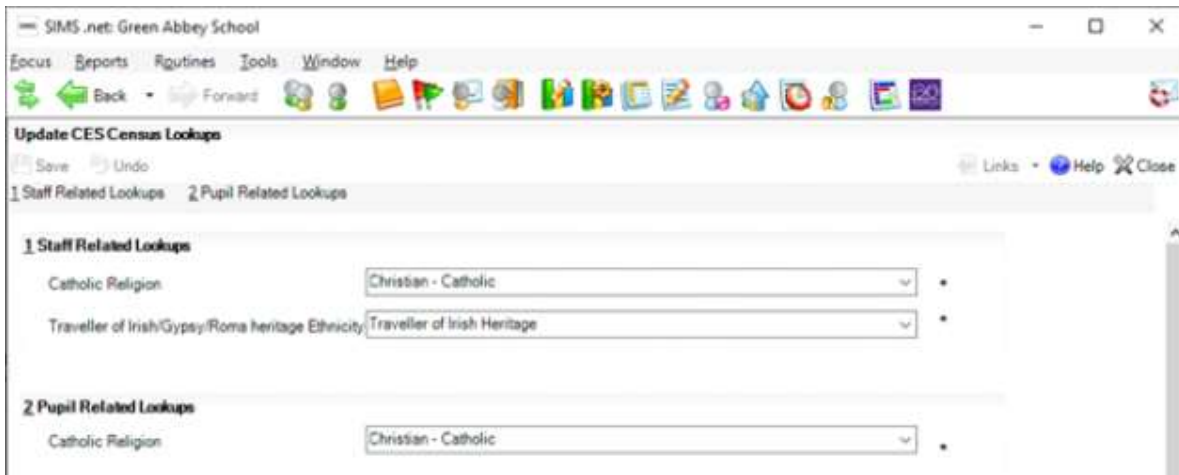 SIMS .net: Green Abbey School
Focus Reports Routines Tools Window Help
Back Forward
Update CES Census Lookups
Save Undo Links Help Close
1 Staff Related Lookups 2 Pupil Related Lookups
1 Staff Related Lookups
Catholic Religion Christian - Catholic
Traveller of Irish/Gypsy/Roma heritage Ethnicity Traveller of Irish Heritage
2 Pupil Related Lookups
Catholic Religion Christian - Catholic